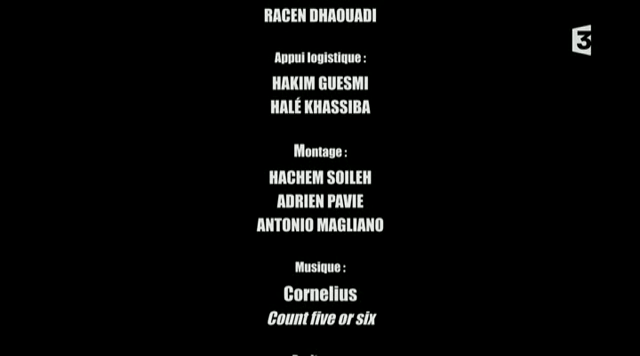 RACEN DHAOUADI
3
Appui logistique :
HAKIM GUESMI
HALÉ KHASSIBA
Montage :
HACHEM SOILEH
ADRIEN PAVIE
ANTONIO MAGLIANO
Musique :
Cornelius
Count five or six